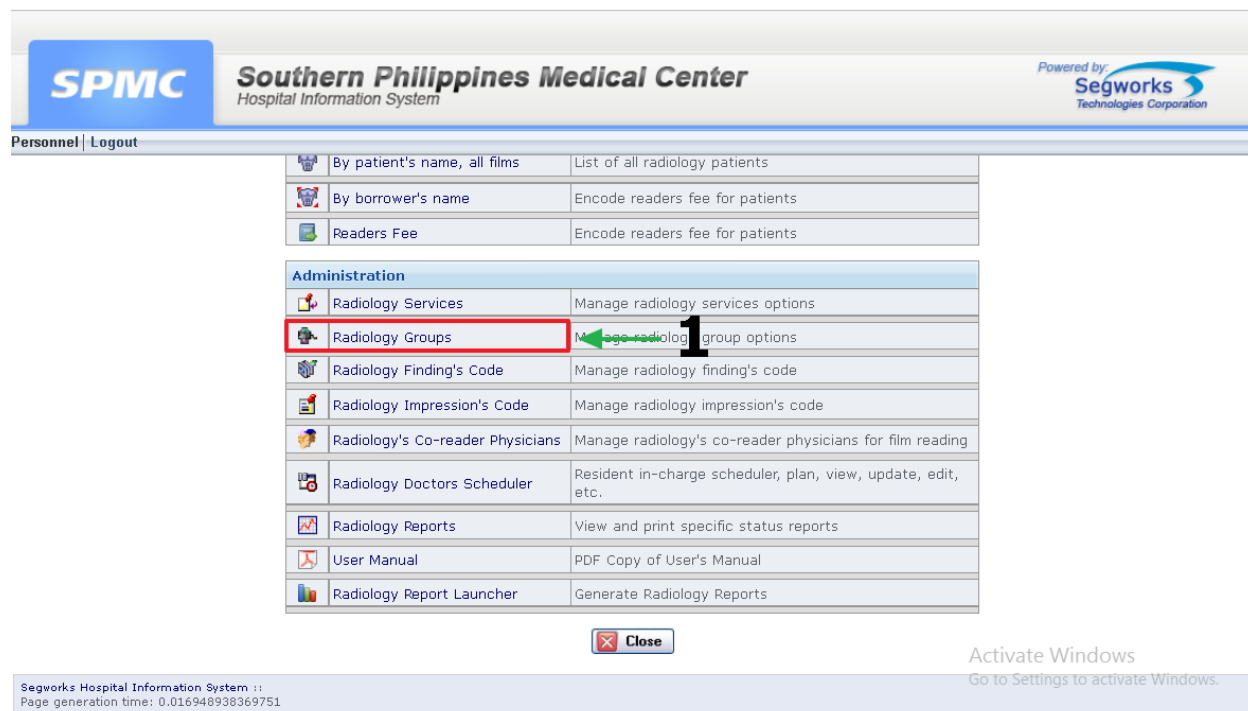 SPMC
Southern Philippines Medical Center
Hospital Information System
Powered by:
Segworks
Technologies Corporation
Personnel | Logout
By patient's name, all films List of all radiology patients
By borrower's name Encode readers fee for patients
Readers Fee Encode readers fee for patients
Administration
Radiology Services Manage radiology services options
Radiology Groups Manage radiology group options
1
Radiology Finding's Code Manage radiology finding's code
Radiology Impression's Code Manage radiology impression's code
Radiology's Co-reader Physicians Manage radiology's co-reader physicians for film reading
Radiology Doctors Scheduler Resident in-charge scheduler, plan, view, update, edit,
etc.
Radiology Reports View and print specific status reports
User Manual PDF Copy of User's Manual
Radiology Report Launcher Generate Radiology Reports
Close
Activate Windows
Go to Settings to activate Windows.
Segworks Hospital Information System ::
Page generation time: 0.016948938369751